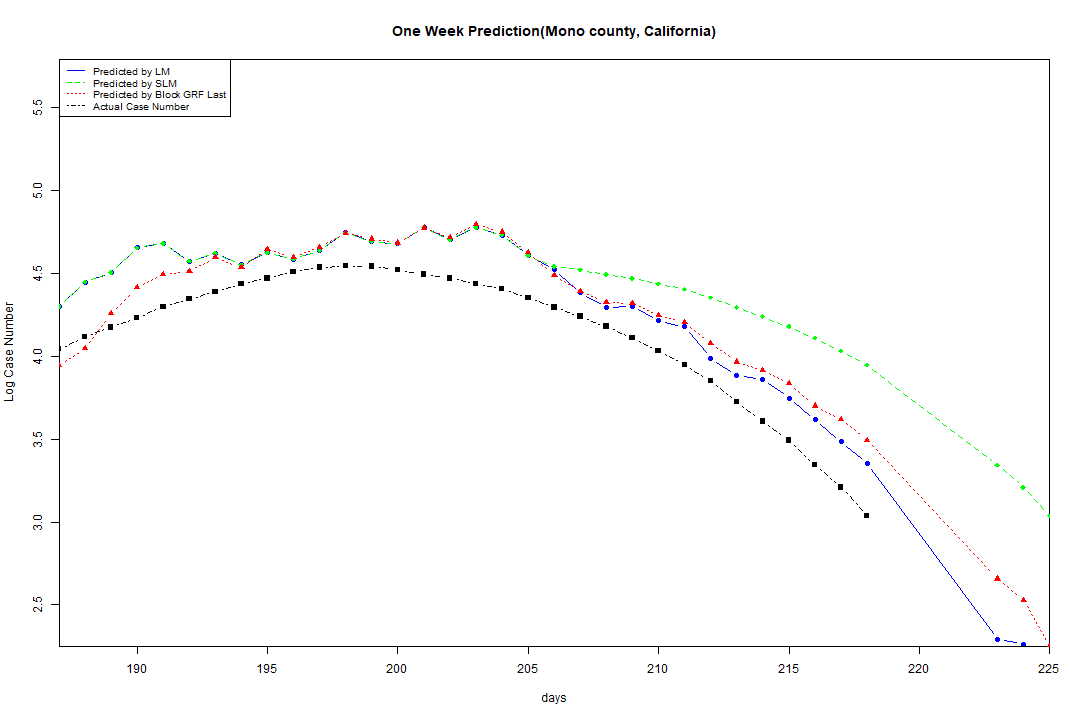 One Week Prediction(Mono county, California)
Predicted by LM
Predicted by SLM
Predicted by Block GRF Last
Actual Case Number
5.5
5.0
4.5
4.0
3.5
3.0
2.5
Log Case Number
190 195 200 205 210 215 220 225
days